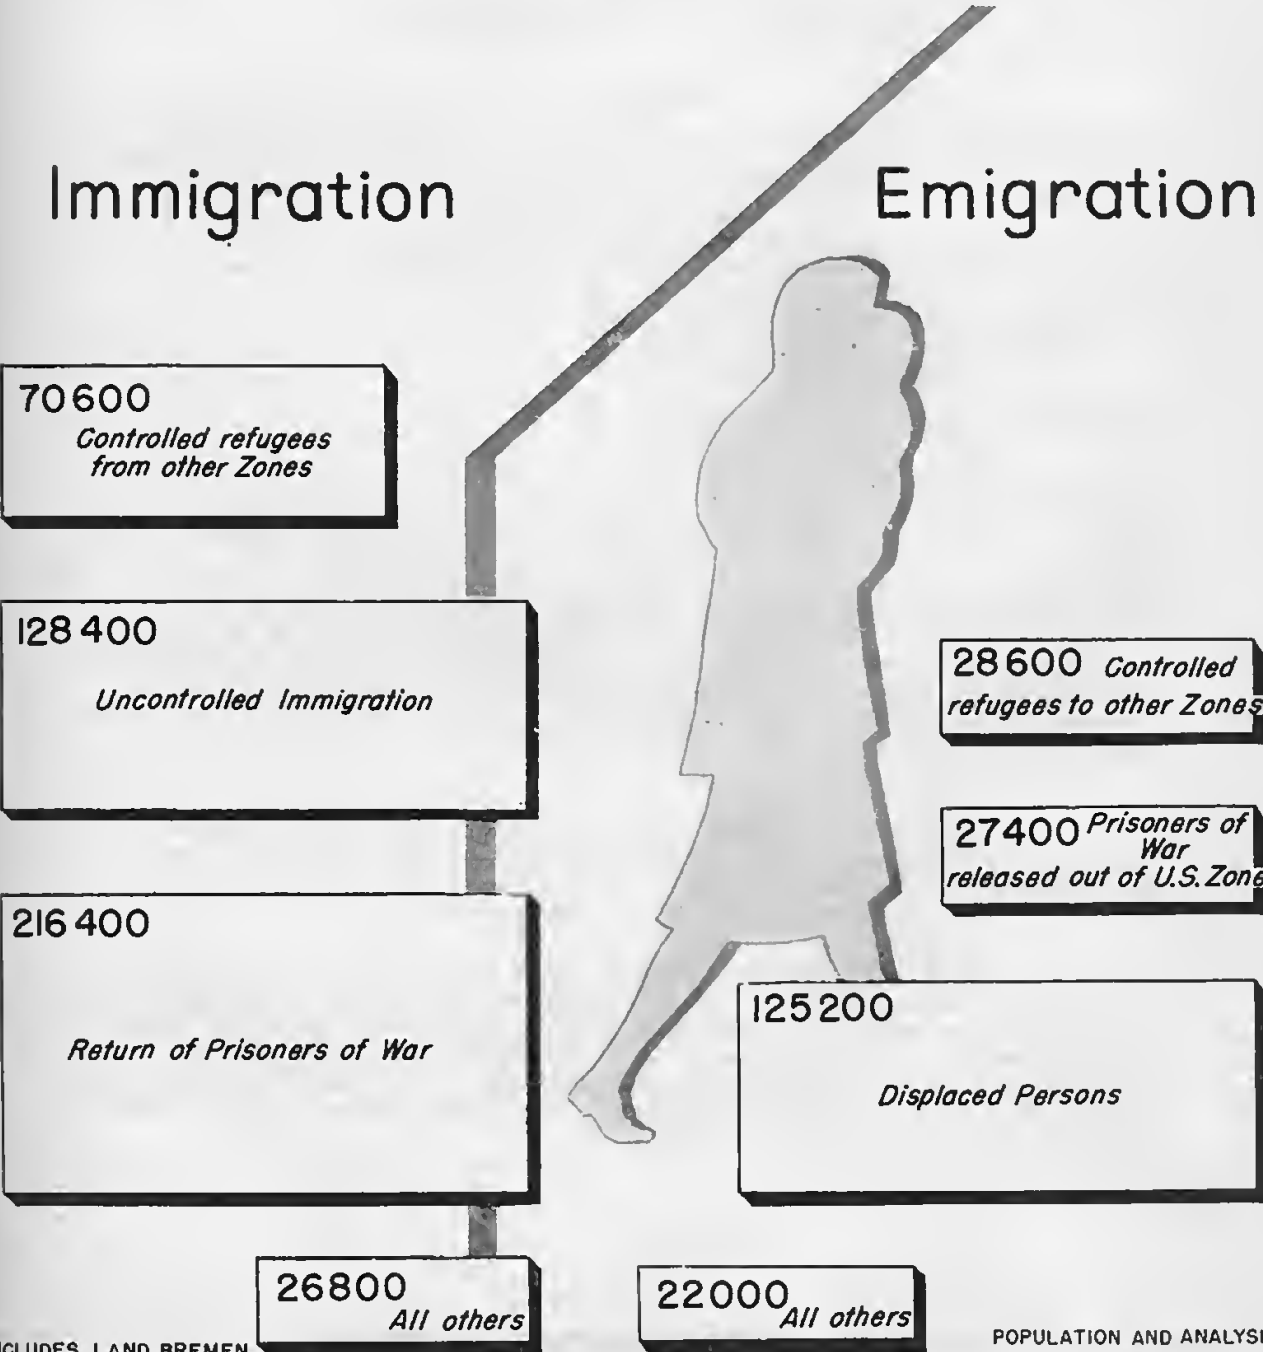 Immigration
Emigration
70600
Controlled refugees
from other Zones
128400
Uncontrolled Immigration
216400
Return of Prisoners of War
26800
All others
28600 Controlled
refugees to other Zones
27400 Prisoners of
War
released out of U.S. Zone
125200
Displaced Persons
22000
All others
LAND BREMEN
POPULATION AND